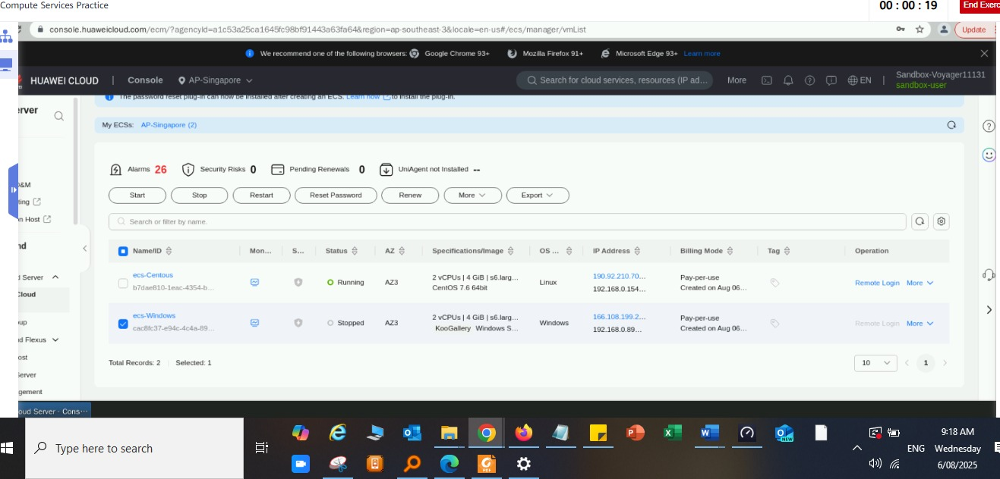 Compute Services Practice
00 : 00 : 19
End Exerc
console.huaweicloud.com/ecm/?agencyId=a1c53a25ca1645fc98bf91443a63fa64&region=ap-southeast-3&locale=en-us#/ecs/manager/vmList
Update
We recommend one of the following browsers: Google Chrome 93+ Mozilla Firefox 91+ Microsoft Edge 93+ Learn more
HUAWEI CLOUD | Console AP-Singapore
Search for cloud services, resources (IP ad...
More
EN
Sandbox-Voyager11131
sandbox-user
The password reset plug-in can now be installed after creating an ECS. Learn how to install the plug-in.
erver
My ECSs: AP-Singapore (2)
Alarms 26 Security Risks 0 Pending Renewals 0 UniAgent not Installed --
Start Stop Restart Reset Password Renew More Export
Search or filter by name.
Name/ID Mon... S... Status AZ Specifications/Image OS ... IP Address Billing Mode Tag Operation
ecs-Centous
b7dae810-1eac-4354-b...
Running
AZ3
2 vCPUs | 4 GiB | s6.larg...
CentOS 7.6 64bit
Linux
190.92.210.70...
192.168.0.154...
Pay-per-use
Created on Aug 06...
Remote Login More
ecs-Windows
cac8fc37-e94c-4c4a-89...
Stopped
AZ3
2 vCPUs | 4 GiB | s6.larg...
KooGallery Windows S...
Windows
166.108.199.2...
192.168.0.89...
Pay-per-use
Created on Aug 06...
Remote Login More
Total Records: 2 Selected: 1
10
1
&M
ting
n Host
nd
d Server
Cloud
up
d Flexus
ost
Server
gement
oud Server - Cons...
Type here to search
NEW
PDF
ENG
9:18 AM
Wednesday
6/08/2025